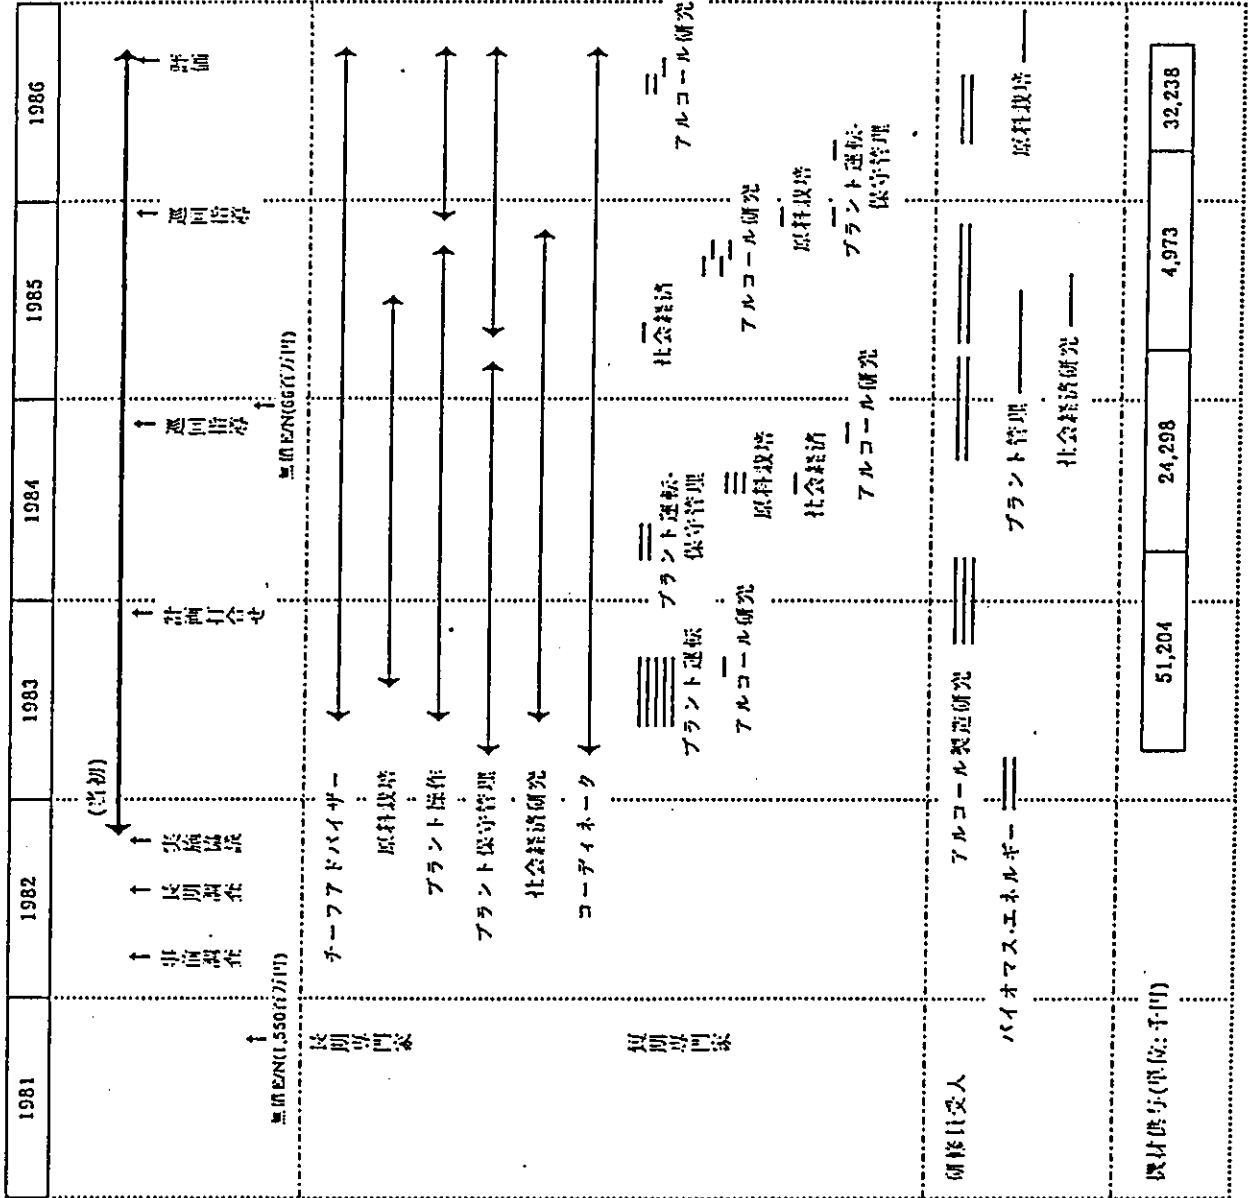 1981 1982 1983 1984 1985 1986
(当初)
事前調査
長期調査
実施協議
計画打合せ
巡回指導
巡回指導
評価
無償E/N(1,550百万円)
無償E/N(66百万円)
長期専門家
チーフアドバイザー
原料栽培
プラント操作
プラント保守管理
社会経済研究
コーディネータ
短期専門家
プラント運転
アルコール研究
プラント運転・
保守管理
原料栽培
社会経済
アルコール研究
社会経済
アルコール研究
原料栽培
プラント運転・
保守管理
アルコール研究
研修員受入
アルコール製造研究
バイオマス・エネルギー
プラント管理
社会経済研究
原料栽培
機材供与(単位:千円)
51,204 24,298 4,973 32,238